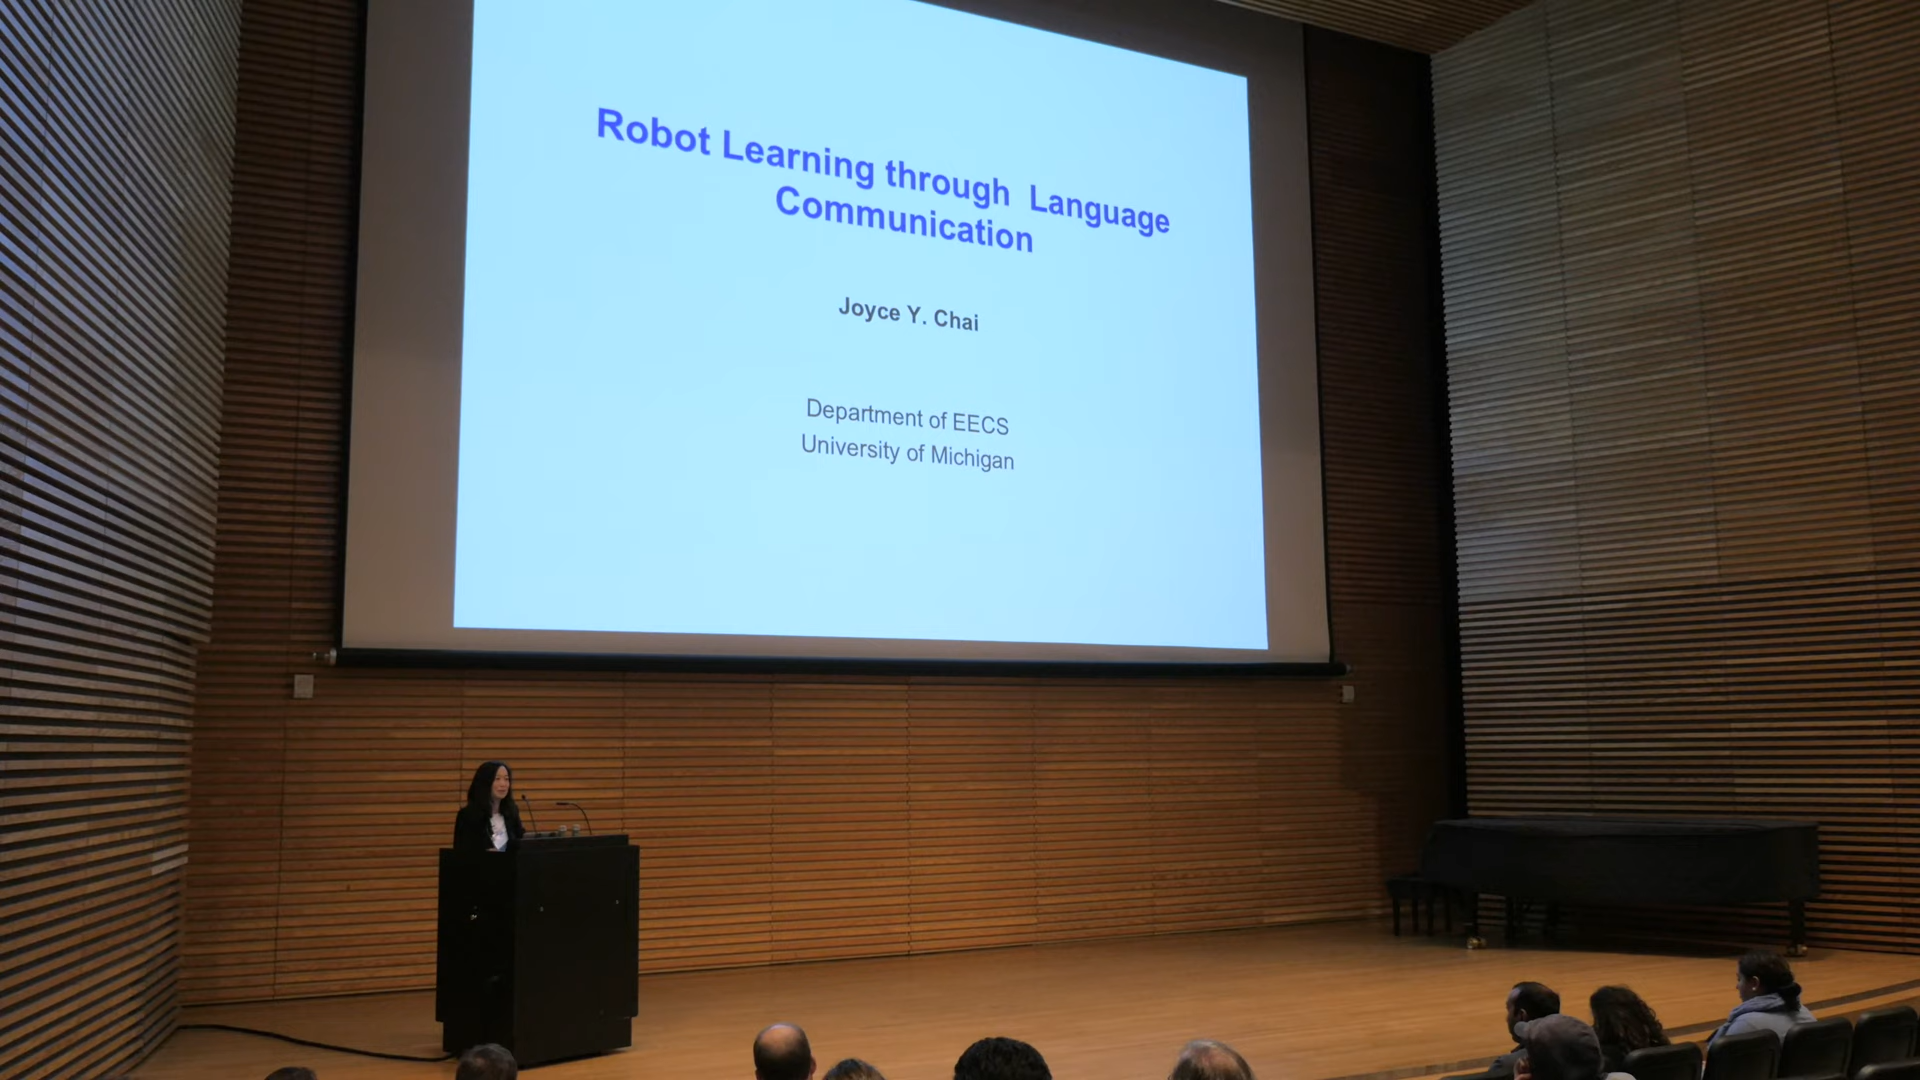 Robot Learning through Language
Communication
Joyce Y. Chai
Department of EECS
University of Michigan